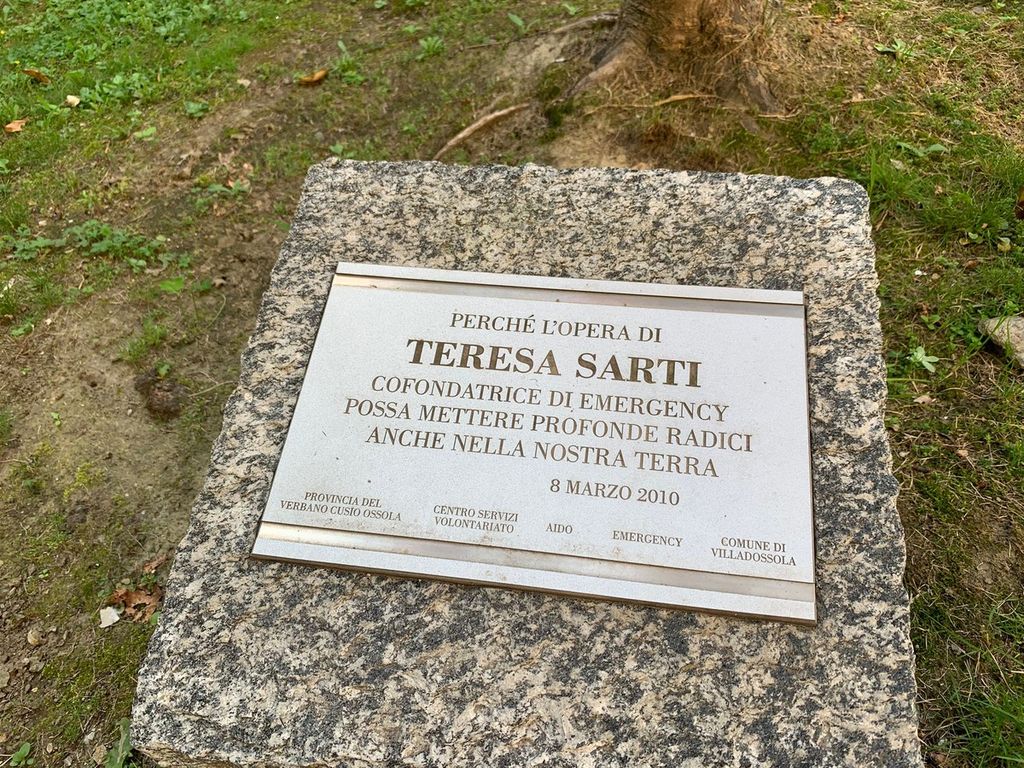 PERCHÉ L'OPERA DI
TERESA SARTI
COFONDATRICE DI EMERGENCY
POSSA METTERE PROFONDE RADICI
ANCHE NELLA NOSTRA TERRA
8 MARZO 2010
PROVINCIA DEL
VERBANO CUSIO OSSOLA
CENTRO SERVIZI
VOLONTARIATO
AIDO
EMERGENCY
COMUNE DI
VILLADOSSOLA